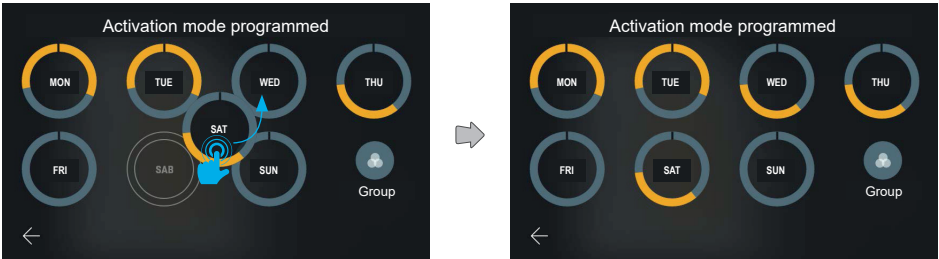 Activation mode programmed
MON TUE WED THU
SAT
FRI SAB SUN
Group
Activation mode programmed
MON TUE WED THU
FRI SAT SUN
Group